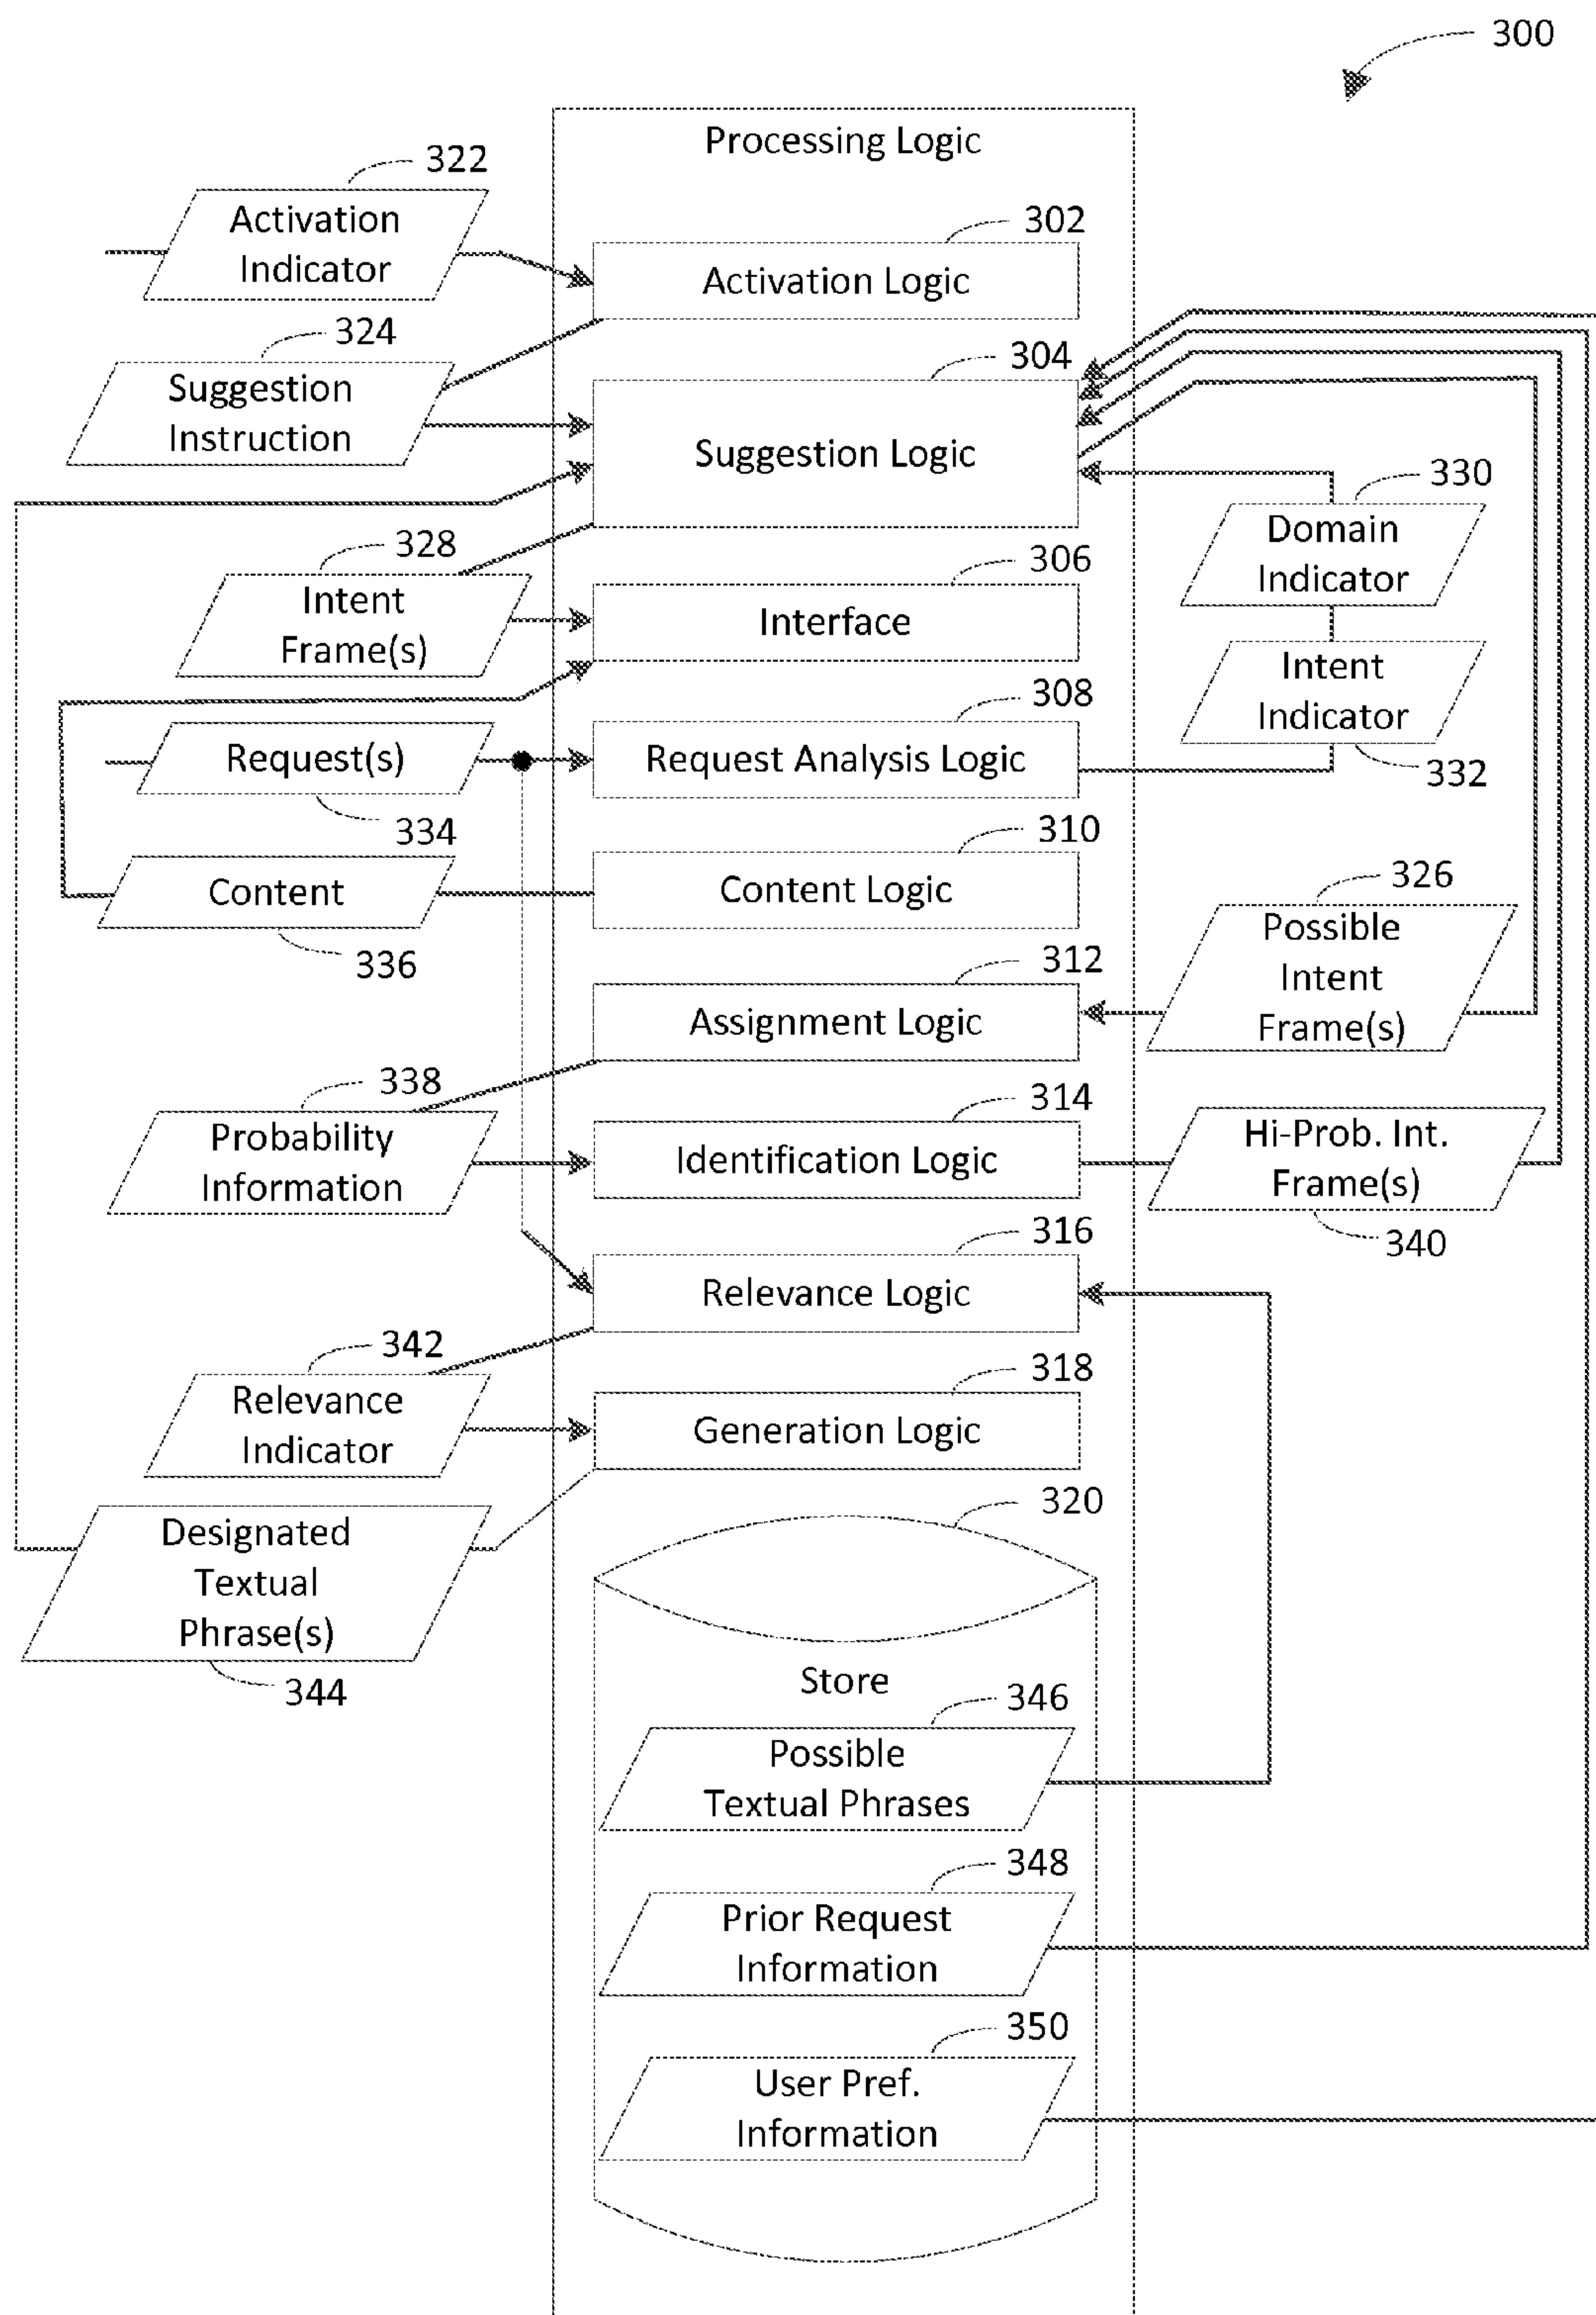 300
Processing Logic
322
Activation
Indicator
302
Activation Logic
324
Suggestion
Instruction
304
Suggestion Logic
330
Domain
Indicator
328
Intent
Frame(s)
306
Interface
Intent
Indicator
332
308
Request(s)
334
Request Analysis Logic
310
Content
336
Content Logic
326
Possible
Intent
Frame(s)
312
Assignment Logic
338
Probability
Information
314
Identification Logic
Hi-Prob. Int.
Frame(s)
340
316
Relevance Logic
342
Relevance
Indicator
318
Generation Logic
Designated
Textual
Phrase(s)
344
320
Store
346
Possible
Textual Phrases
348
Prior Request
Information
350
User Pref.
Information